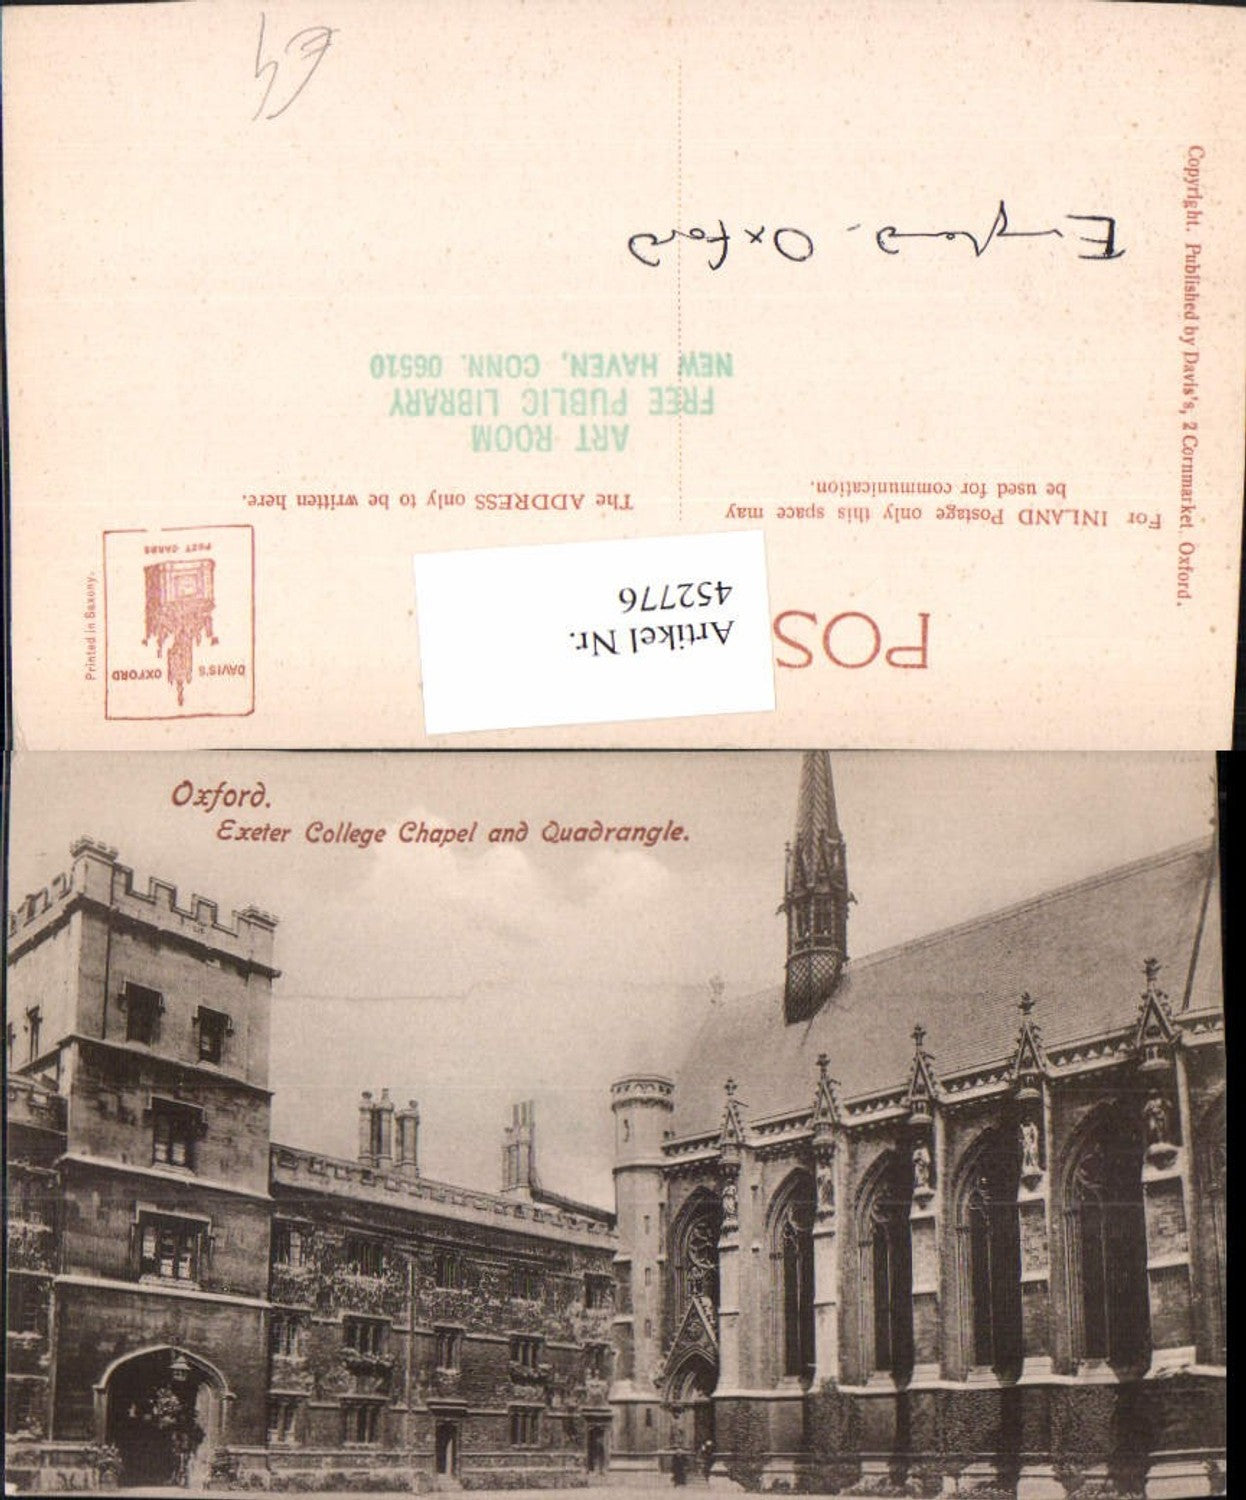 POS
For INLAND Postage only this space may
be used for communication.
The ADDRESS only to be written here.
DAVIS'S OXFORD
POST CARDS
Printed in Saxony.
Artikel Nr.
452776
ART ROOM
FREE PUBLIC LIBRARY
NEW HAVEN, CONN. 06510
England - Oxford
Copyright. Published by Davis's, 2 Cornmarket, Oxford.
Oxford.
Exeter College Chapel and Quadrangle.